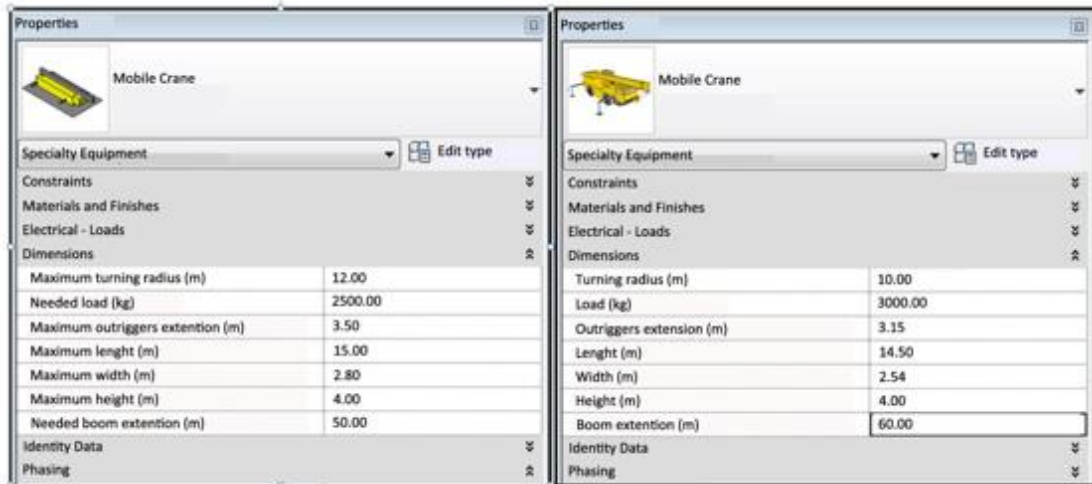 Properties
Mobile Crane
Specialty Equipment
Edit type
Constraints
Materials and Finishes
Electrical - Loads
Dimensions
Maximum turning radius (m) 12.00
Needed load (kg) 2500.00
Maximum outriggers extention (m) 3.50
Maximum lenght (m) 15.00
Maximum width (m) 2.80
Maximum height (m) 4.00
Needed boom extention (m) 50.00
Identity Data
Phasing
Properties
Mobile Crane
Specialty Equipment
Edit type
Constraints
Materials and Finishes
Electrical - Loads
Dimensions
Turning radius (m) 10.00
Load (kg) 3000.00
Outriggers extension (m) 3.15
Lenght (m) 14.50
Width (m) 2.54
Height (m) 4.00
Boom extention (m) 60.00
Identity Data
Phasing